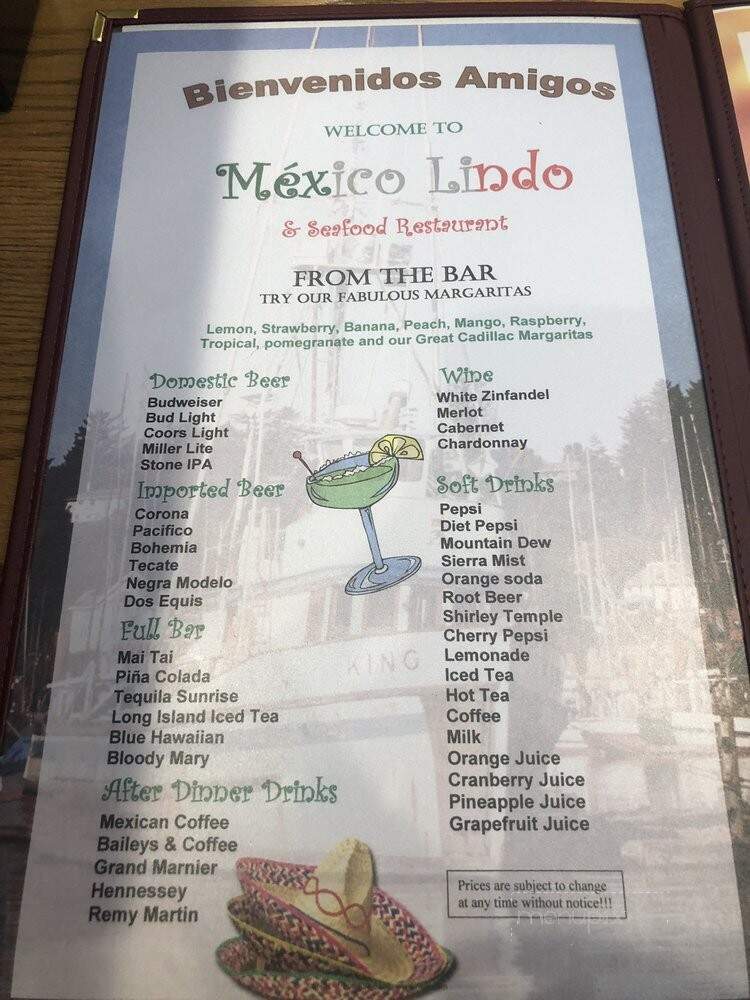 Bienvenidos Amigos
WELCOME TO
México Lindo
& Seafood Restaurant
FROM THE BAR
TRY OUR FABULOUS MARGARITAS
Lemon, Strawberry, Banana, Peach, Mango, Raspberry,
Tropical, pomegranate and our Great Cadillac Margaritas
Domestic Beer
Budweiser
Bud Light
Coors Light
Miller Lite
Stone IPA
Imported Beer
Corona
Pacifico
Bohemia
Tecate
Negra Modelo
Dos Equis
Full Bar
Mai Tai
Piña Colada
Tequila Sunrise
Long Island Iced Tea
Blue Hawaiian
Bloody Mary
After Dinner Drinks
Mexican Coffee
Baileys & Coffee
Grand Marnier
Hennessey
Remy Martin
Wine
White Zinfandel
Merlot
Cabernet
Chardonnay
Soft Drinks
Pepsi
Diet Pepsi
Mountain Dew
Sierra Mist
Orange soda
Root Beer
Shirley Temple
Cherry Pepsi
Lemonade
Iced Tea
Hot Tea
Coffee
Milk
Orange Juice
Cranberry Juice
Pineapple Juice
Grapefruit Juice
KING
Prices are subject to change
at any time without notice!!!